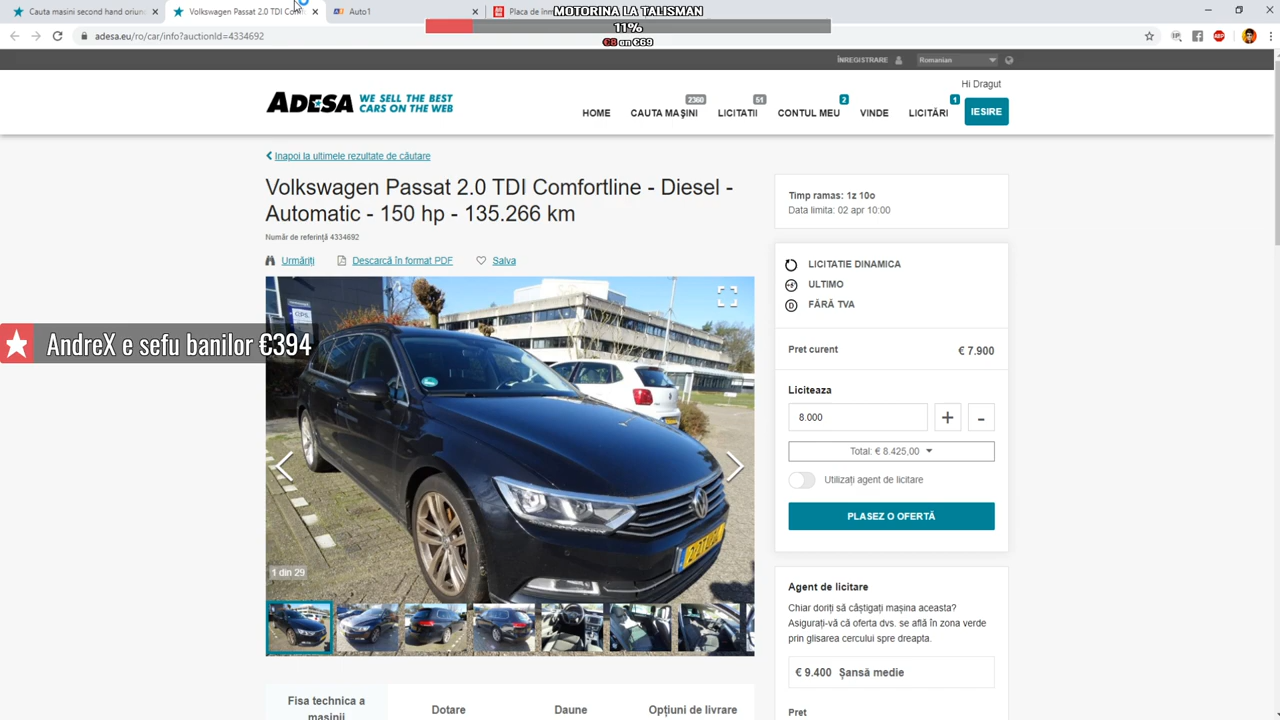 Cauta masini second hand oriun
Volkswagen Passat 2.0 TDI Comf
Auto1
Placa de în
MOTORINA LA TALISMAN
11%
€8 an €69
adesa.eu/ro/car/info?auctionId=4334692
ÎNREGISTRARE
Romanian
Hi Dragut
ADESA WE SELL THE BEST
CARS ON THE WEB
2360
51
2
1
HOME
CAUTA MAȘINI
LICITATII
CONTUL MEU
VINDE
LICITĂRI
IESIRE
Inapoi la ultimele rezultate de căutare
Volkswagen Passat 2.0 TDI Comfortline - Diesel -
Automatic - 150 hp - 135.266 km
Număr de referință 4334692
Urmăriți
Descarcă în format PDF
Salva
Timp ramas: 1z 10o
Data limita: 02 apr 10:00
LICITATIE DINAMICA
ULTIMO
FĂRĂ TVA
Pret curent
€ 7.900
Liciteaza
8.000
+
-
Total: € 8.425,00
Utilizați agent de licitare
PLASEZ O OFERTĂ
AndreX e sefu banilor €394
1 din 29
Agent de licitare
Chiar doriți să câștigați mașina aceasta?
Asigurați-vă că oferta dvs. se află în zona verde
prin glisarea cercului spre dreapta.
€ 9.400 Șansă medie
Pret
Fisa technica a
masinii
Dotare
Daune
Opțiuni de livrare